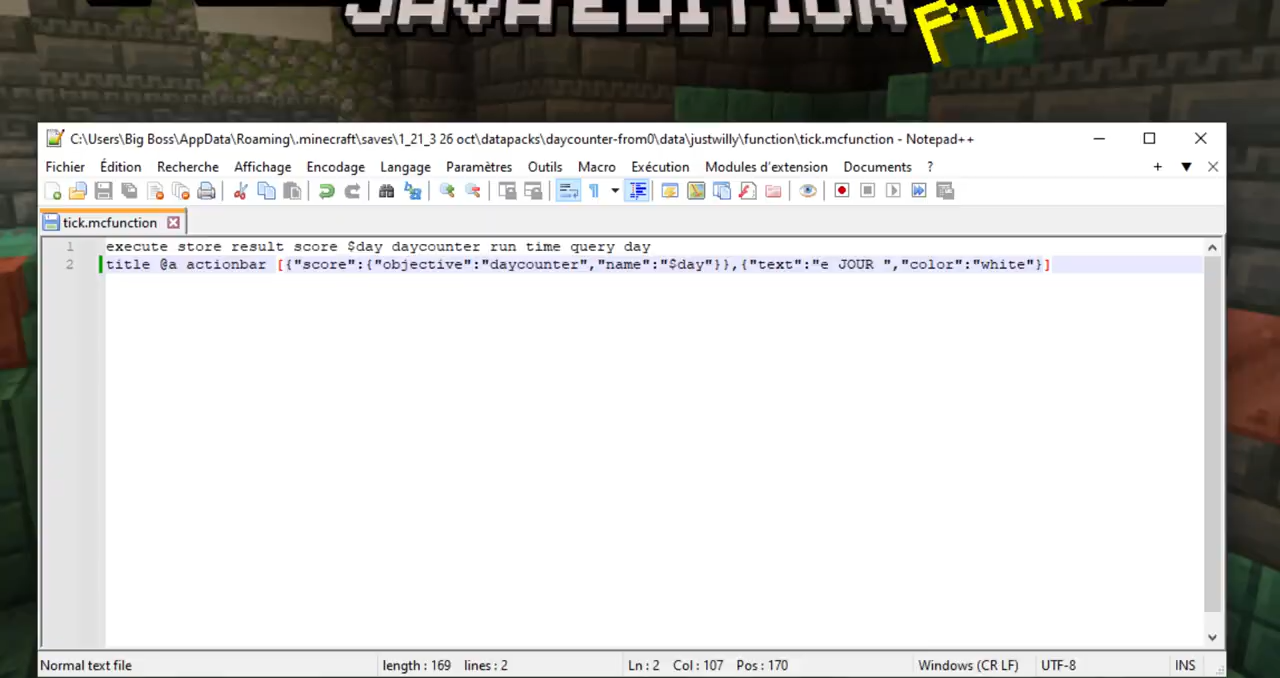 JAVA EDITION
C:\Users\Big Boss\AppData\Roaming\.minecraft\saves\1_21_3 26 oct\datapacks\daycounter-from0\data\justwilly\function\tick.mcfunction - Notepad++
Fichier Édition Recherche Affichage Encodage Langage Paramètres Outils Macro Exécution Modules d'extension Documents ?
tick.mcfunction
1 execute store result score $day daycounter run time query day
2 title @a actionbar [{"score":{"objective":"daycounter","name":"$day"}},{"text":"e JOUR ","color":"white"}]
Normal text file length : 169 lines : 2 Ln : 2 Col : 107 Pos : 170 Windows (CR LF) UTF-8 INS